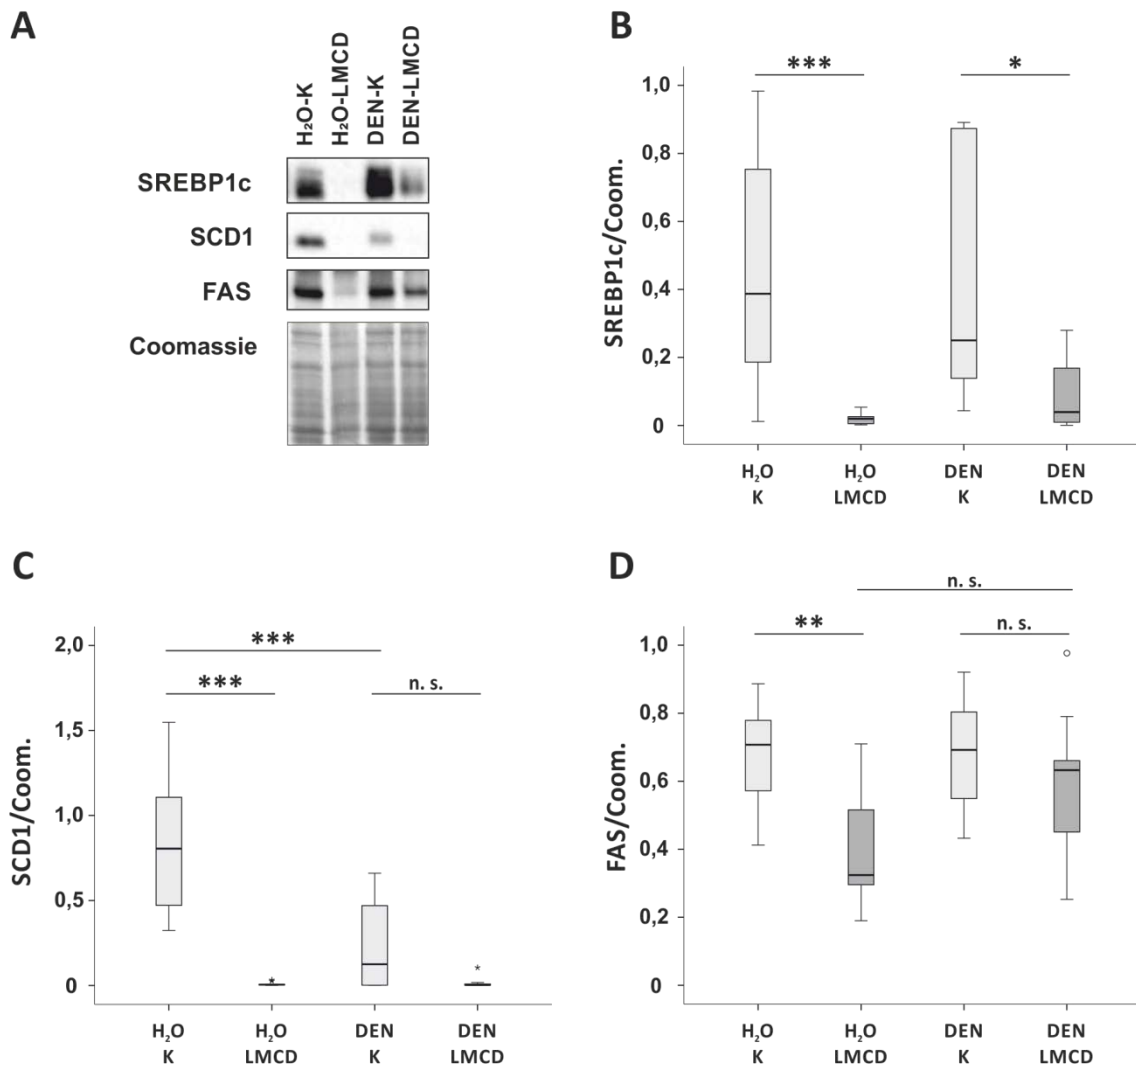 A
H₂O-K
H₂O-LMCD
DEN-K
DEN-LMCD
SREBP1c
SCD1
FAS
Coomassie
B
SREBP1c/Coom.
1,0
0,8
0,6
0,4
0,2
0
***
*
H₂O
K
H₂O
LMCD
DEN
K
DEN
LMCD
C
SCD1/Coom.
2,0
1,5
1,0
0,5
0
***
***
n. s.
H₂O
K
H₂O
LMCD
DEN
K
DEN
LMCD
D
FAS/Coom.
1,0
0,8
0,6
0,4
0,2
0
n. s.
**
n. s.
H₂O
K
H₂O
LMCD
DEN
K
DEN
LMCD